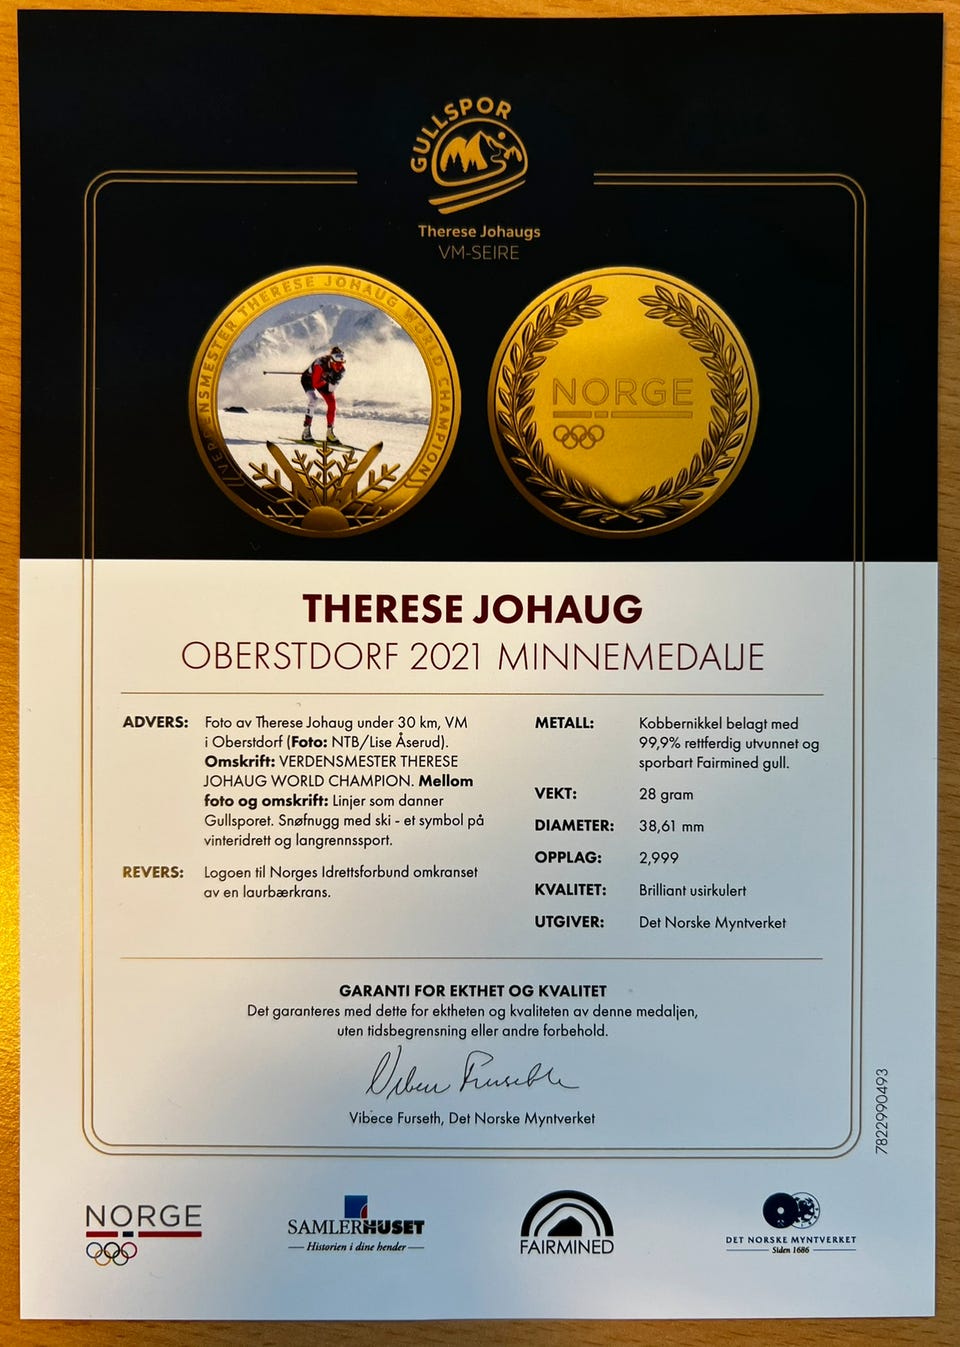 GULLSPOR
Therese Johaugs
VM-SEIRE
VERDENSMESTER THERESE JOHAUG WORLD CHAMPION
NORGE
THERESE JOHAUG
OBERSTDORF 2021 MINNEMEDALJE
ADVERS: Foto av Therese Johaug under 30 km, VM
i Oberstdorf (Foto: NTB/Lise Åserud).
Omskrift: VERDENSMESTER THERESE
JOHAUG WORLD CHAMPION. Mellom
foto og omskrift: Linjer som danner
Gullsporet. Snøfnugg med ski - et symbol på
vinteridrett og langrennssport.
REVERS: Logoen til Norges Idrettsforbund omkranset
av en laurbærkrans.
METALL: Kobbernikkel belagt med
99,9% rettferdig utvunnet og
sporbart Fairmined gull.
VEKT: 28 gram
DIAMETER: 38,61 mm
OPPLAG: 2,999
KVALITET: Brilliant usirkulert
UTGIVER: Det Norske Myntverket
GARANTI FOR EKTHET OG KVALITET
Det garanteres med dette for ektheten og kvaliteten av denne medaljen,
uten tidsbegrensning eller andre forbehold.
Vibece Furseth
Vibece Furseth, Det Norske Myntverket
7822990493
NORGE
SAMLERHUSET
Historien i dine hender
FAIRMINED
DET NORSKE MYNTVERKET
Siden 1686